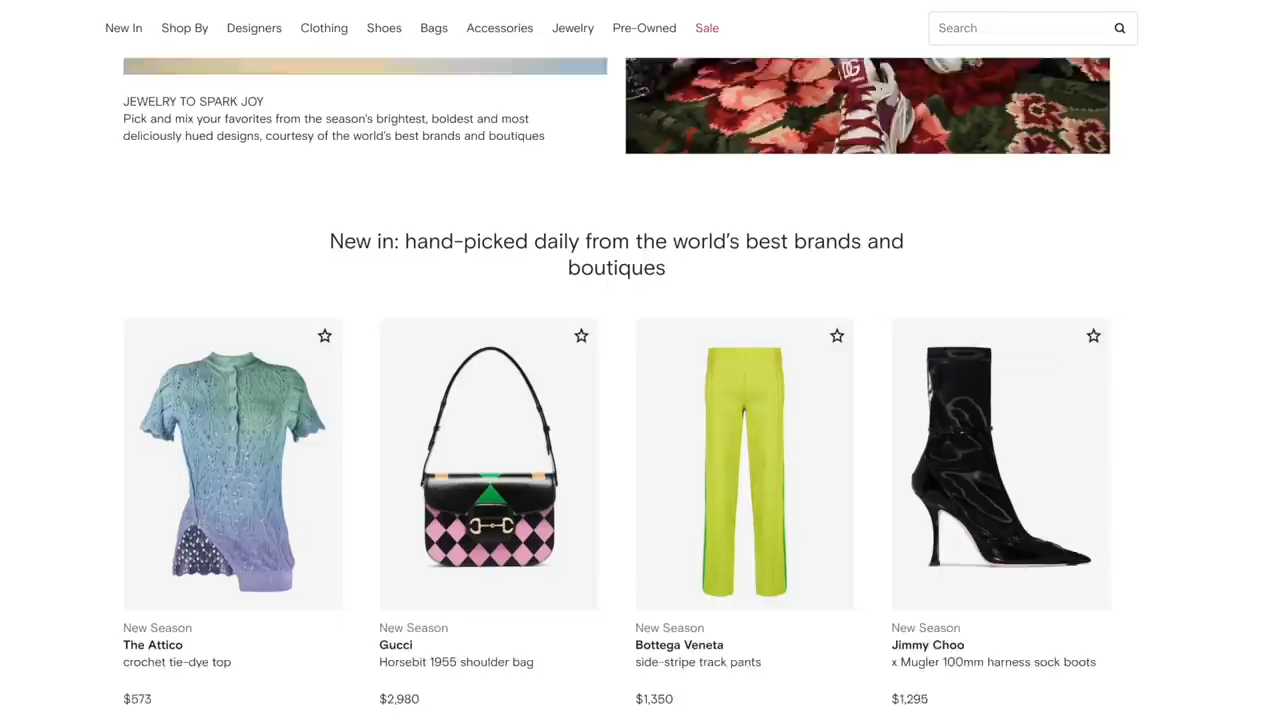 New In
Shop By
Designers
Clothing
Shoes
Bags
Accessories
Jewelry
Pre-Owned
Sale
Search
DG
JEWELRY TO SPARK JOY
Pick and mix your favorites from the season's brightest, boldest and most
deliciously hued designs, courtesy of the world's best brands and boutiques
New in: hand-picked daily from the world's best brands and
boutiques
New Season
The Attico
crochet tie-dye top
$573
New Season
Gucci
Horsebit 1955 shoulder bag
$2,980
New Season
Bottega Veneta
side-stripe track pants
$1,350
New Season
Jimmy Choo
x Mugler 100mm harness sock boots
$1,295